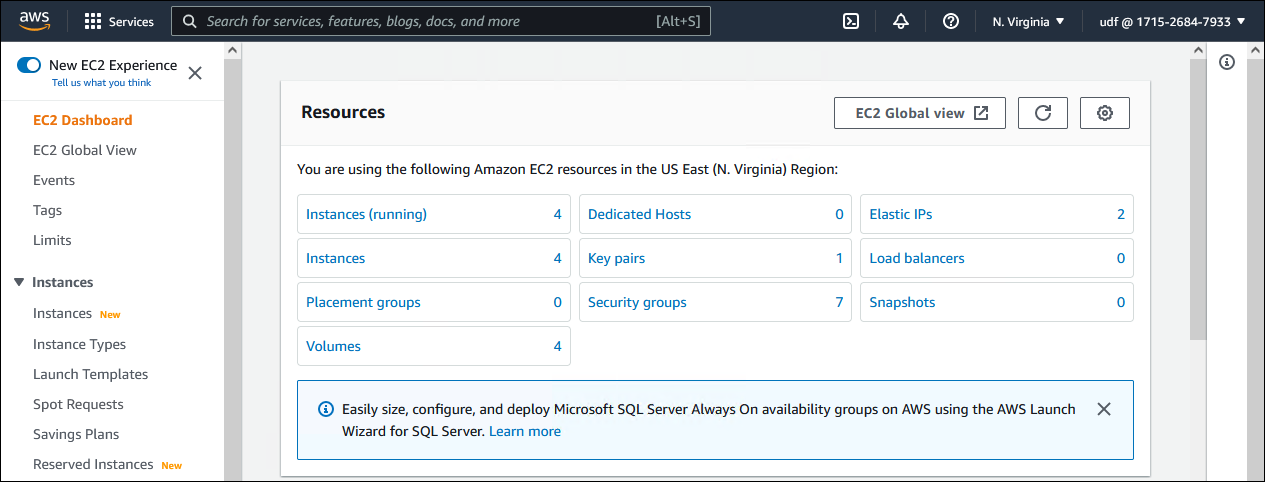 aws
Services
Search for services, features, blogs, docs, and more [Alt+S]
N. Virginia
udf @ 1715-2684-7933
New EC2 Experience
Tell us what you think
EC2 Dashboard
EC2 Global View
Events
Tags
Limits
Instances
Instances New
Instance Types
Launch Templates
Spot Requests
Savings Plans
Reserved Instances New
Resources
EC2 Global view
You are using the following Amazon EC2 resources in the US East (N. Virginia) Region:
Instances (running) 4
Dedicated Hosts 0
Elastic IPs 2
Instances 4
Key pairs 1
Load balancers 0
Placement groups 0
Security groups 7
Snapshots 0
Volumes 4
Easily size, configure, and deploy Microsoft SQL Server Always On availability groups on AWS using the AWS Launch
Wizard for SQL Server. Learn more